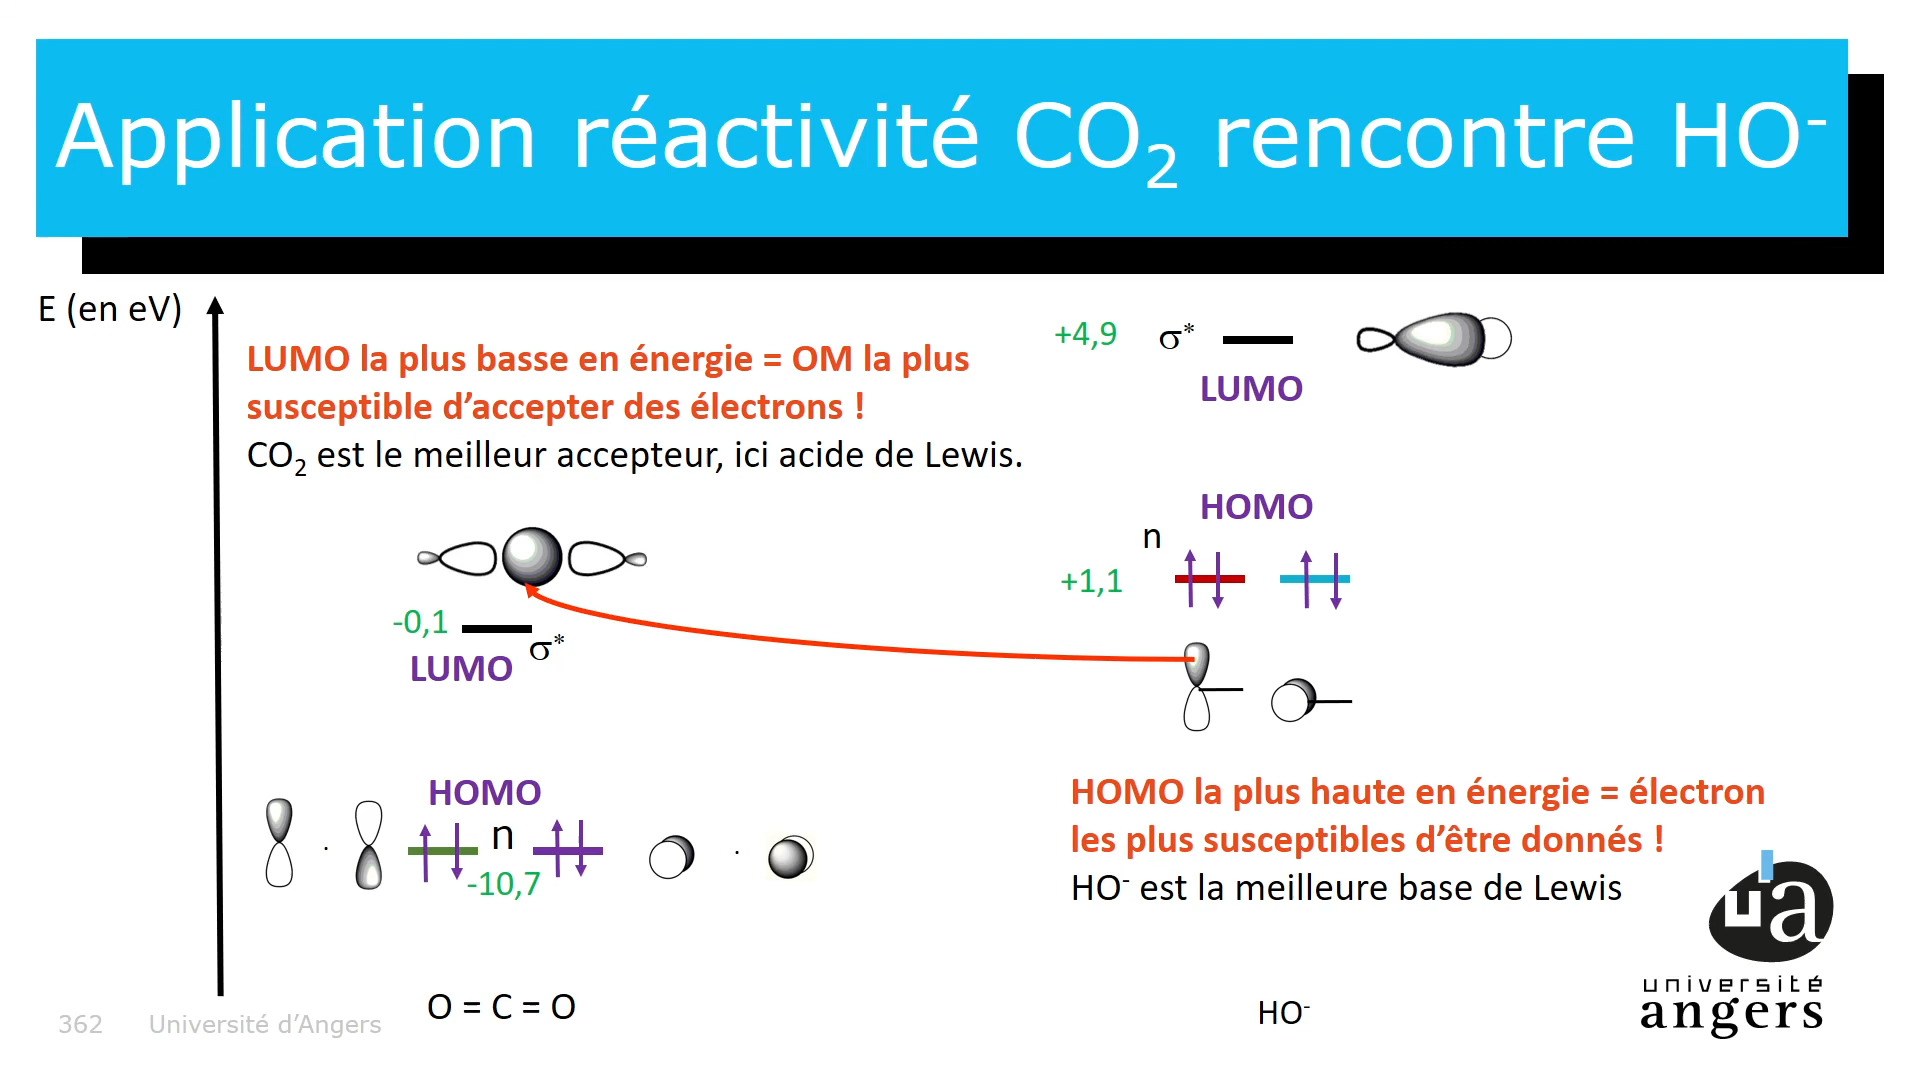 Application réactivité CO₂ rencontre HO⁻
E (en eV)
LUMO la plus basse en énergie = OM la plus
susceptible d’accepter des électrons !
CO₂ est le meilleur accepteur, ici acide de Lewis.
+4,9 σ*
LUMO
HOMO
n
+1,1
-0,1
σ*
LUMO
HOMO
n
-10,7
HOMO la plus haute en énergie = électron
les plus susceptibles d’être donnés !
HO⁻ est la meilleure base de Lewis
O = C = O
HO⁻
362 Université d’Angers
ua
université
angers